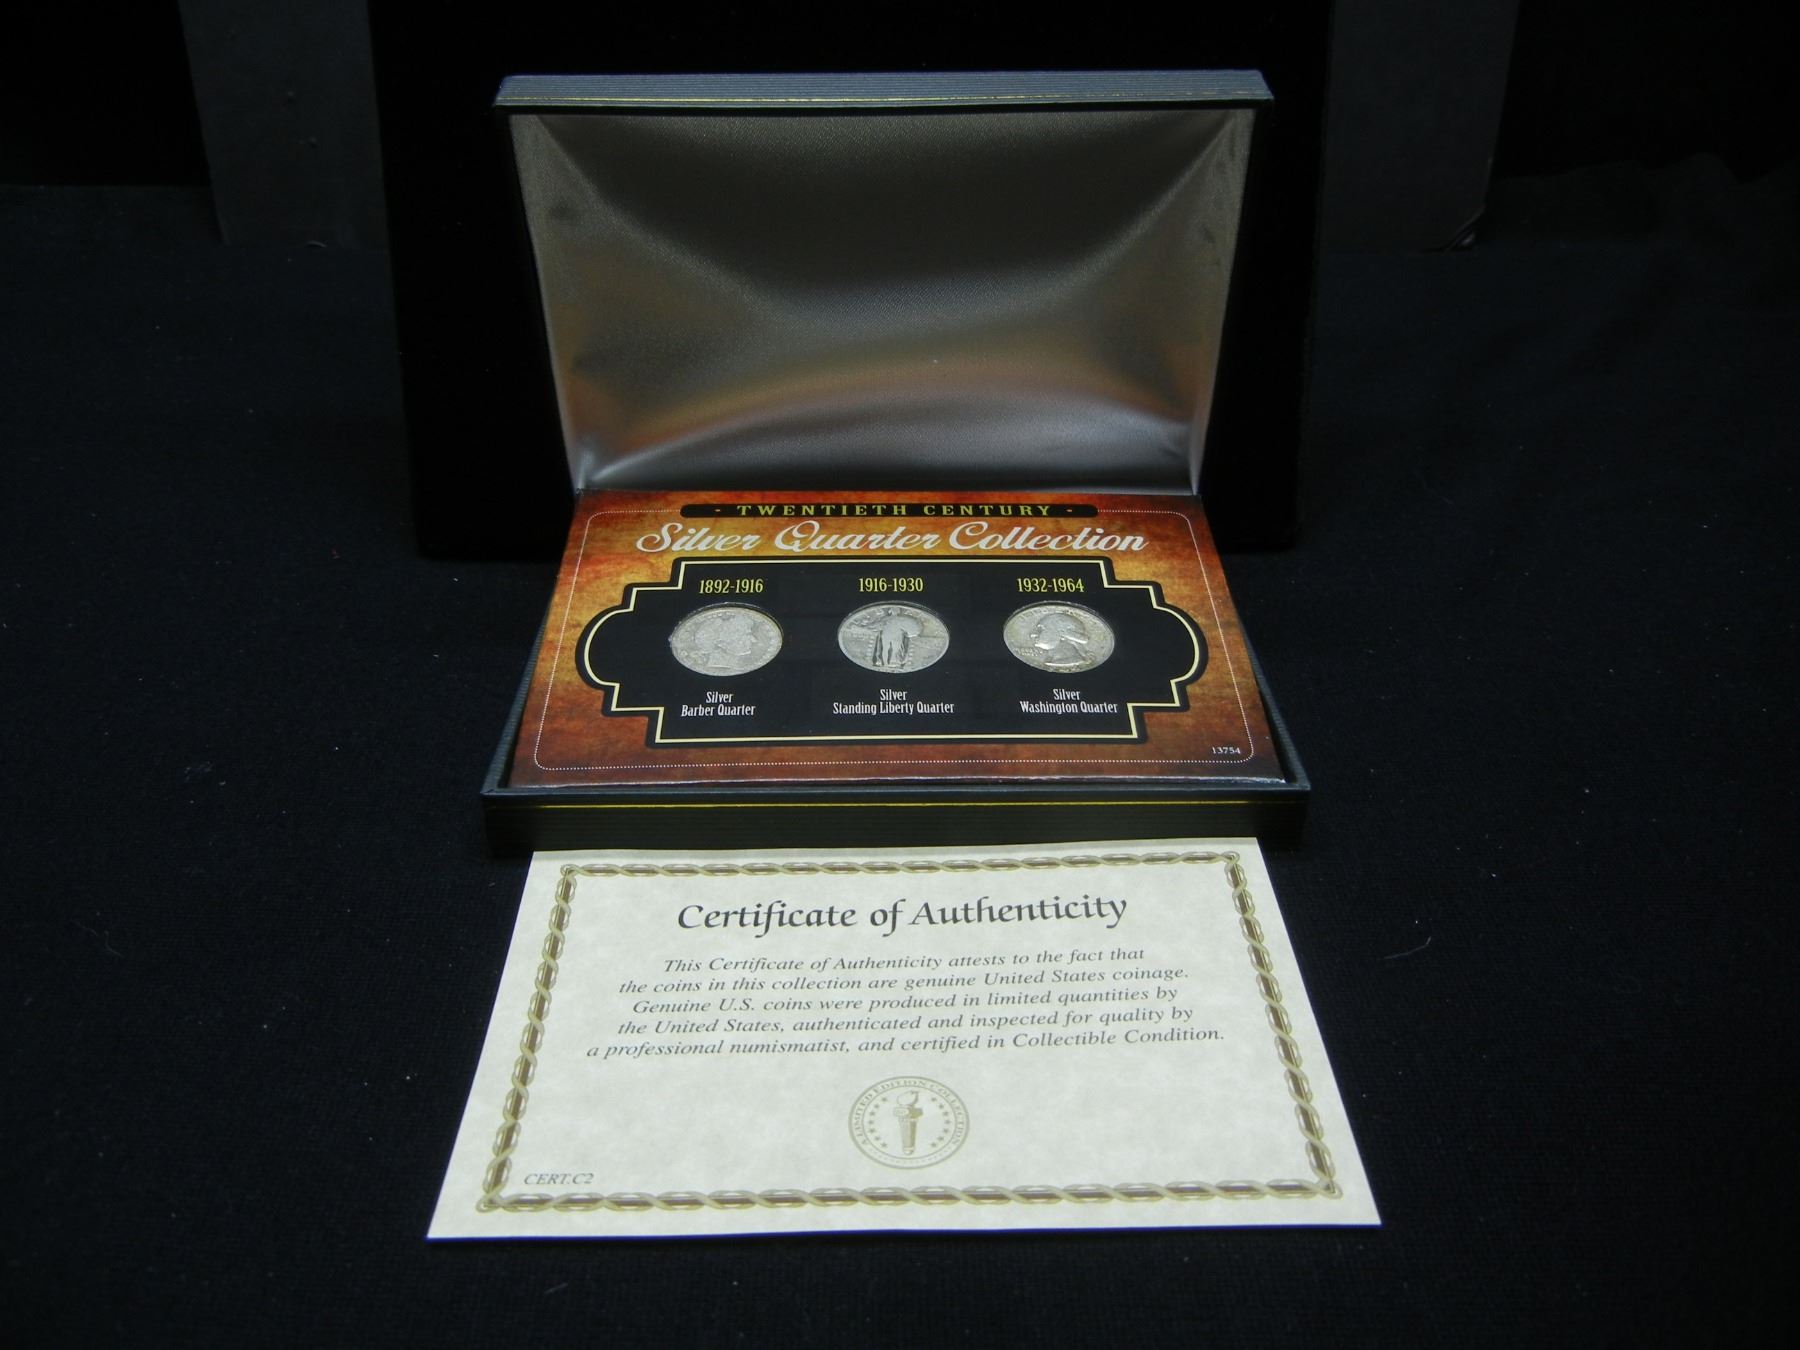 - TWENTIETH CENTURY -
Silver Quarter Collection
1892-1916
1916-1930
1932-1964
Silver
Barber Quarter
Silver
Standing Liberty Quarter
Silver
Washington Quarter
13754
Certificate of Authenticity
This Certificate of Authenticity attests to the fact that
the coins in this collection are genuine United States coinage.
Genuine U.S. coins were produced in limited quantities by
the United States, authenticated and inspected for quality by
a professional numismatist, and certified in Collectible Condition.
A LIMITED EDITION COLLECTION
CERT.C2